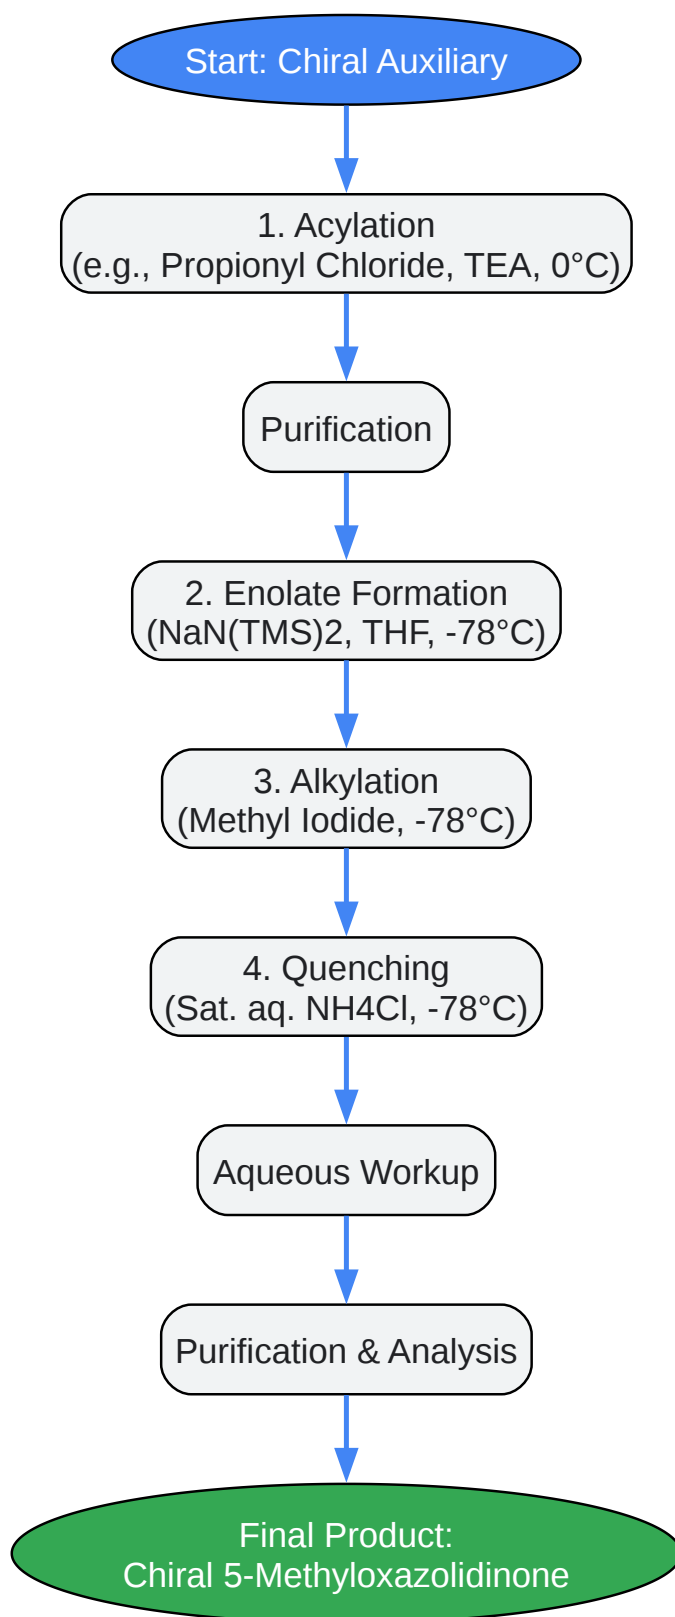 Start: Chiral Auxiliary
1. Acylation
(e.g., Propionyl Chloride, TEA, 0°C)
Purification
2. Enolate Formation
(NaN(TMS)2, THF, -78°C)
3. Alkylation
(Methyl Iodide, -78°C)
4. Quenching
(Sat. aq. NH4Cl, -78°C)
Aqueous Workup
Purification & Analysis
Final Product:
Chiral 5-Methyloxazolidinone